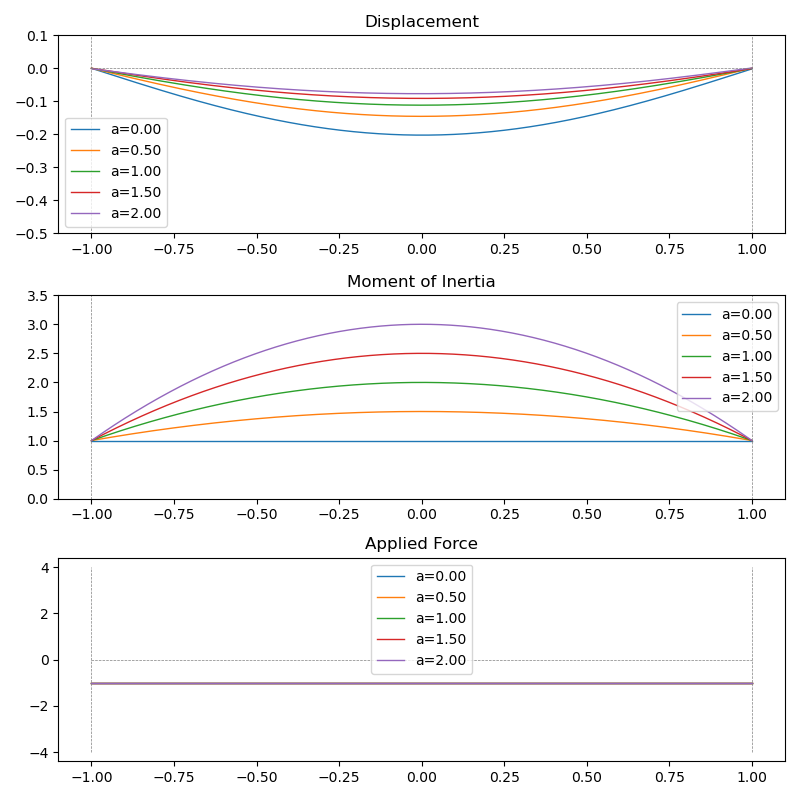 Displacement
0.1
0.0
−0.1
−0.2
−0.3
−0.4
−0.5
a=0.00
a=0.50
a=1.00
a=1.50
a=2.00
−1.00 −0.75 −0.50 −0.25 0.00 0.25 0.50 0.75 1.00
Moment of Inertia
3.5
3.0
2.5
2.0
1.5
1.0
0.5
0.0
a=0.00
a=0.50
a=1.00
a=1.50
a=2.00
−1.00 −0.75 −0.50 −0.25 0.00 0.25 0.50 0.75 1.00
Applied Force
4
2
0
−2
−4
a=0.00
a=0.50
a=1.00
a=1.50
a=2.00
−1.00 −0.75 −0.50 −0.25 0.00 0.25 0.50 0.75 1.00